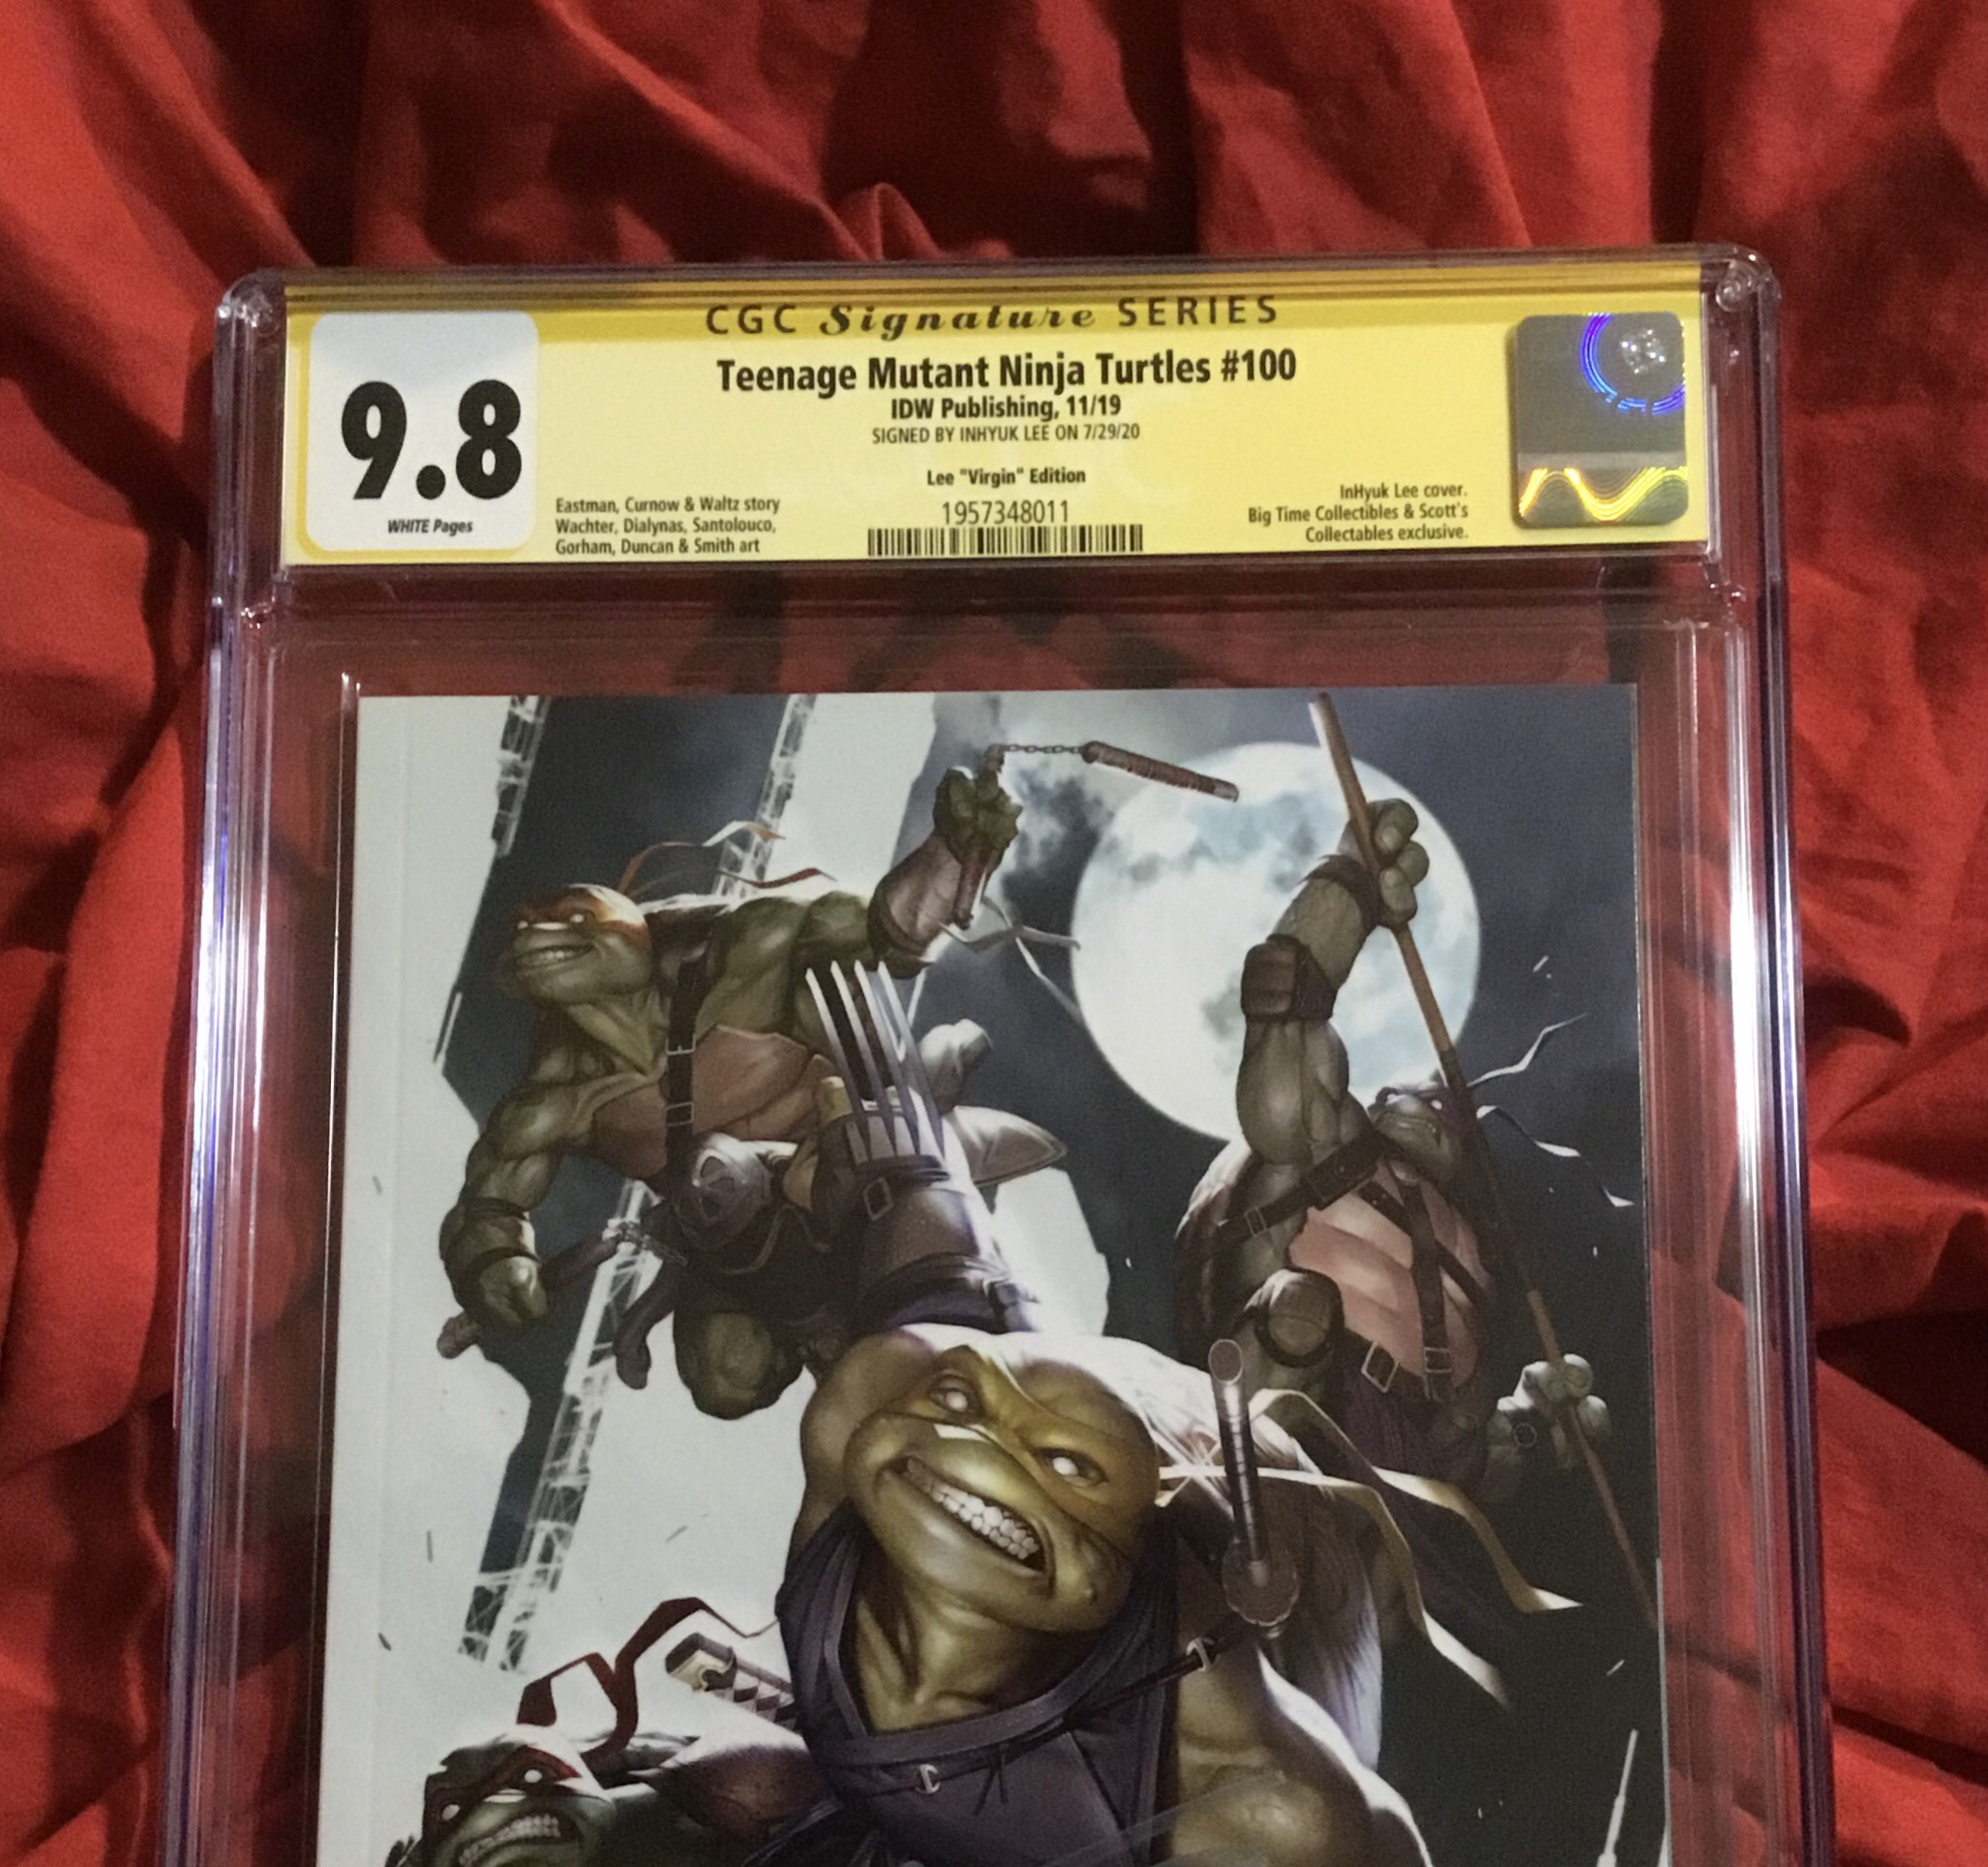 CGC Signature SERIES
Teenage Mutant Ninja Turtles #100
IDW Publishing, 11/19
SIGNED BY INHYUK LEE ON 7/29/20
Lee "Virgin" Edition
1957348011
9.8
WHITE Pages
Eastman, Curnow & Waltz story
Wachter, Dialynas, Santolouco,
Gorham, Duncan & Smith art
InHyuk Lee cover.
Big Time Collectibles & Scott's
Collectables exclusive.